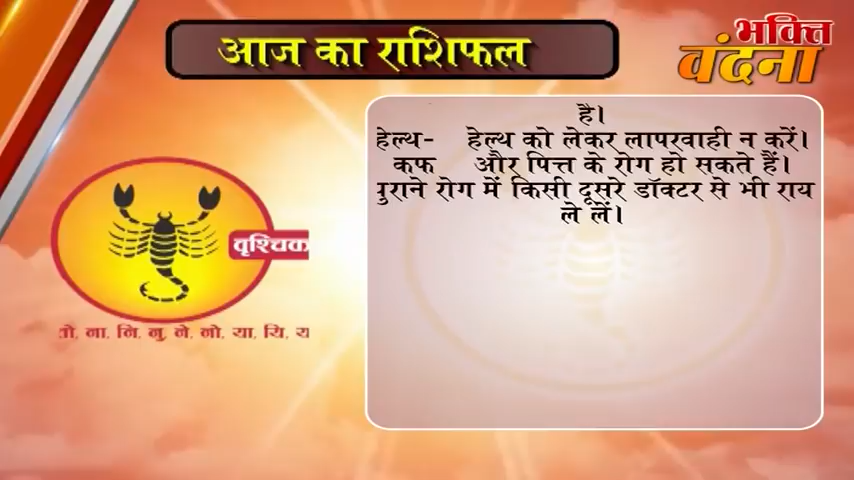 आज का राशिफल
भक्ति
वंदना
है।
हेल्थ- हेल्थ को लेकर लापरवाही न करें।
कफ और पित्त के रोग हो सकते हैं।
पुराने रोग में किसी दूसरे डॉक्टर से भी राय
ले लें।
वृश्चिक
ना, नि, नु, ने, नो, या, यि,